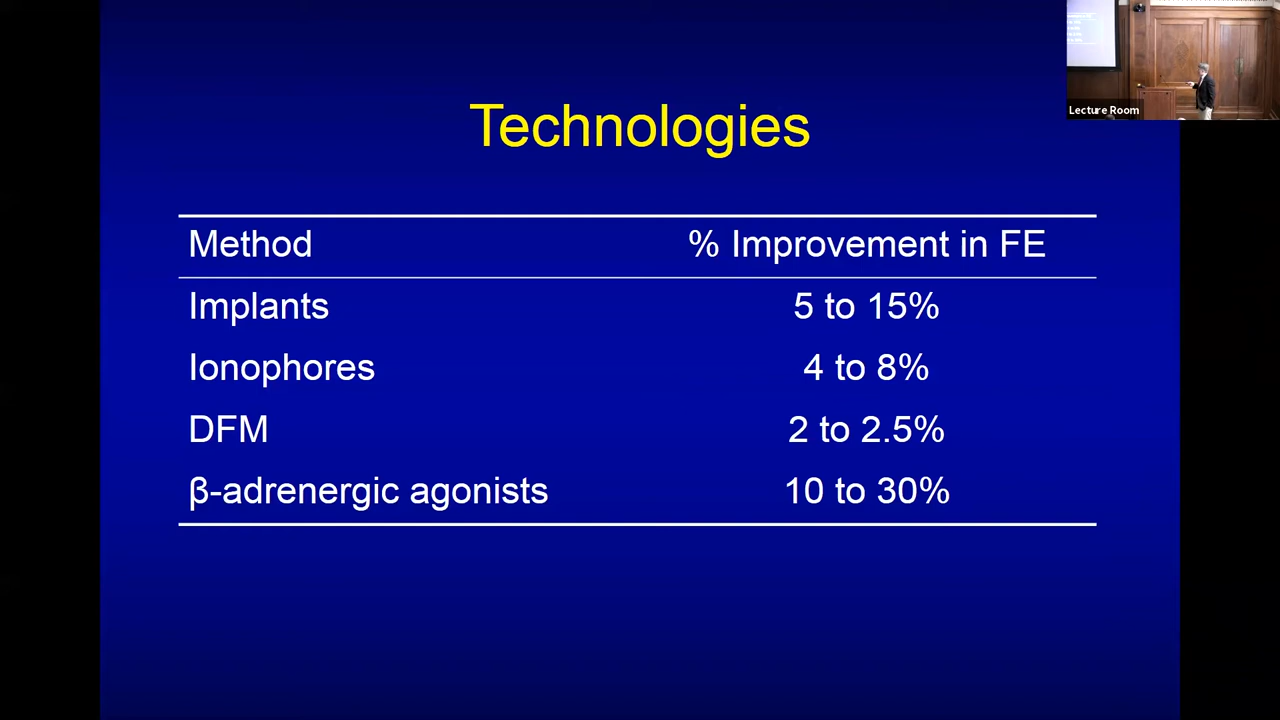 Technologies
Method % Improvement in FE
Implants 5 to 15%
Ionophores 4 to 8%
DFM 2 to 2.5%
β-adrenergic agonists 10 to 30%
Lecture Room